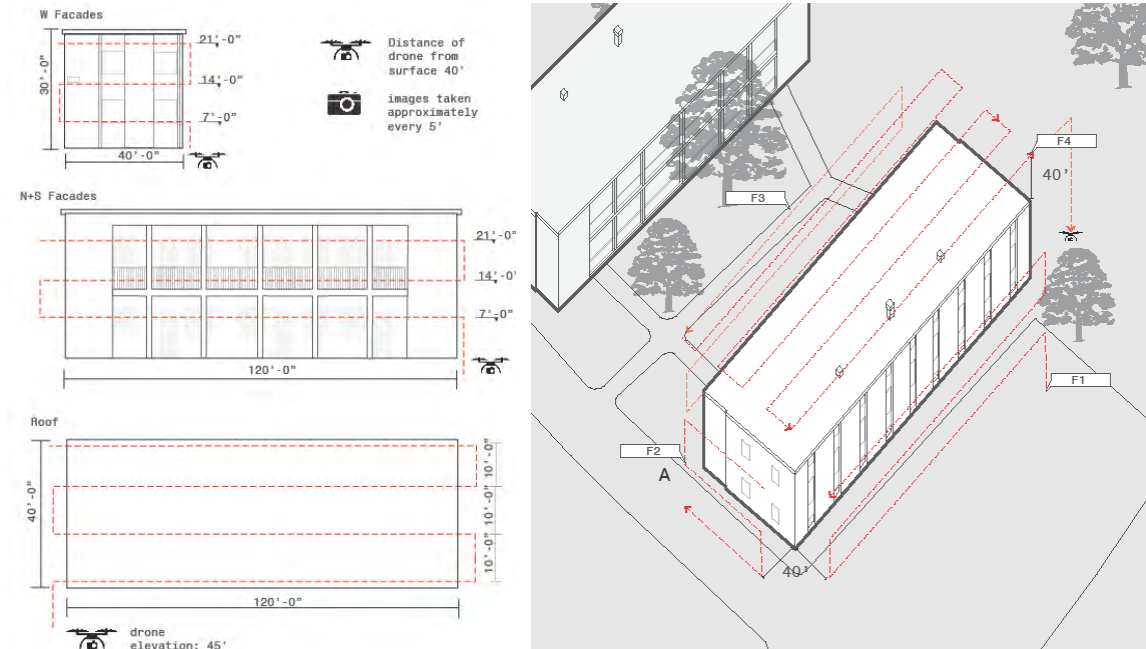 W Facades
21'-0"
14'-0"
7'-0"
30'-0"
40'-0"
Distance of
drone from
surface 40'
images taken
approximately
every 5'
N+S Facades
21'-0"
14'-0'
7'-0"
120'-0"
Roof
40'-0"
10'-0"
10'-0"
10'-0"
120'-0"
drone
elevation: 45'
F4
40'
F3
F1
F2
A
40'